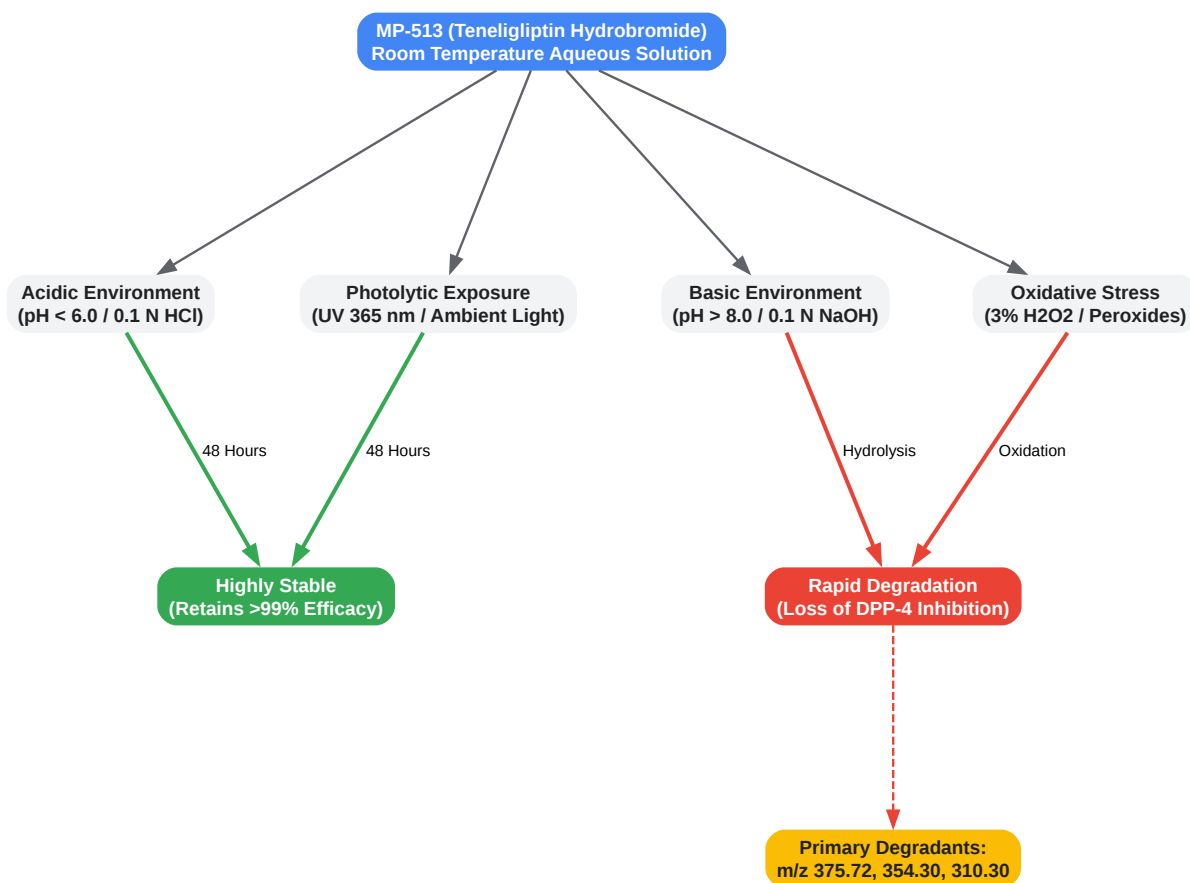 MP-513 (Teneligliptin Hydrobromide)
Room Temperature Aqueous Solution
Acidic Environment
(pH < 6.0 / 0.1 N HCl)
Photolytic Exposure
(UV 365 nm / Ambient Light)
Basic Environment
(pH > 8.0 / 0.1 N NaOH)
Oxidative Stress
(3% H2O2 / Peroxides)
48 Hours
48 Hours
Hydrolysis
Oxidation
Highly Stable
(Retains >99% Efficacy)
Rapid Degradation
(Loss of DPP-4 Inhibition)
Primary Degradants:
m/z 375.72, 354.30, 310.30